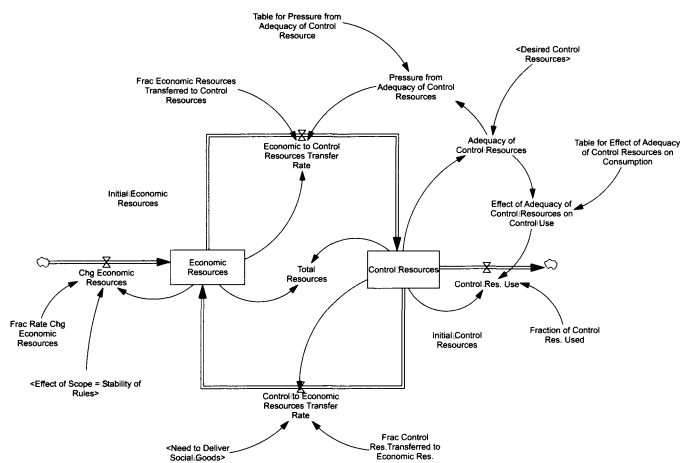 Table for Pressure from
Adequacy of Control
Resource
<Desired Control
Resources>
Frac Economic Resources
Transferred to Control
Resources
Pressure from
Adequacy of Control
Resources
Economic to Control
Resources Transfer
Rate
Adequacy of
Control Resources
Table for Effect of Adequacy
of Control Resources on
Consumption
Initial Economic
Resources
Effect of Adequacy of
Control Resources on
Control Use
Chg Economic
Resources
Economic
Resources
Total
Resources
Control Resources
Control Res. Use
Frac Rate Chg
Economic
Resources
Initial Control
Resources
Fraction of Control
Res. Used
<Effect of Scope = Stability of
Rules>
Control to Economic
Resources Transfer
Rate
<Need to Deliver
Social Goods>
Frac Control
Res.Transferred to
Economic Res.